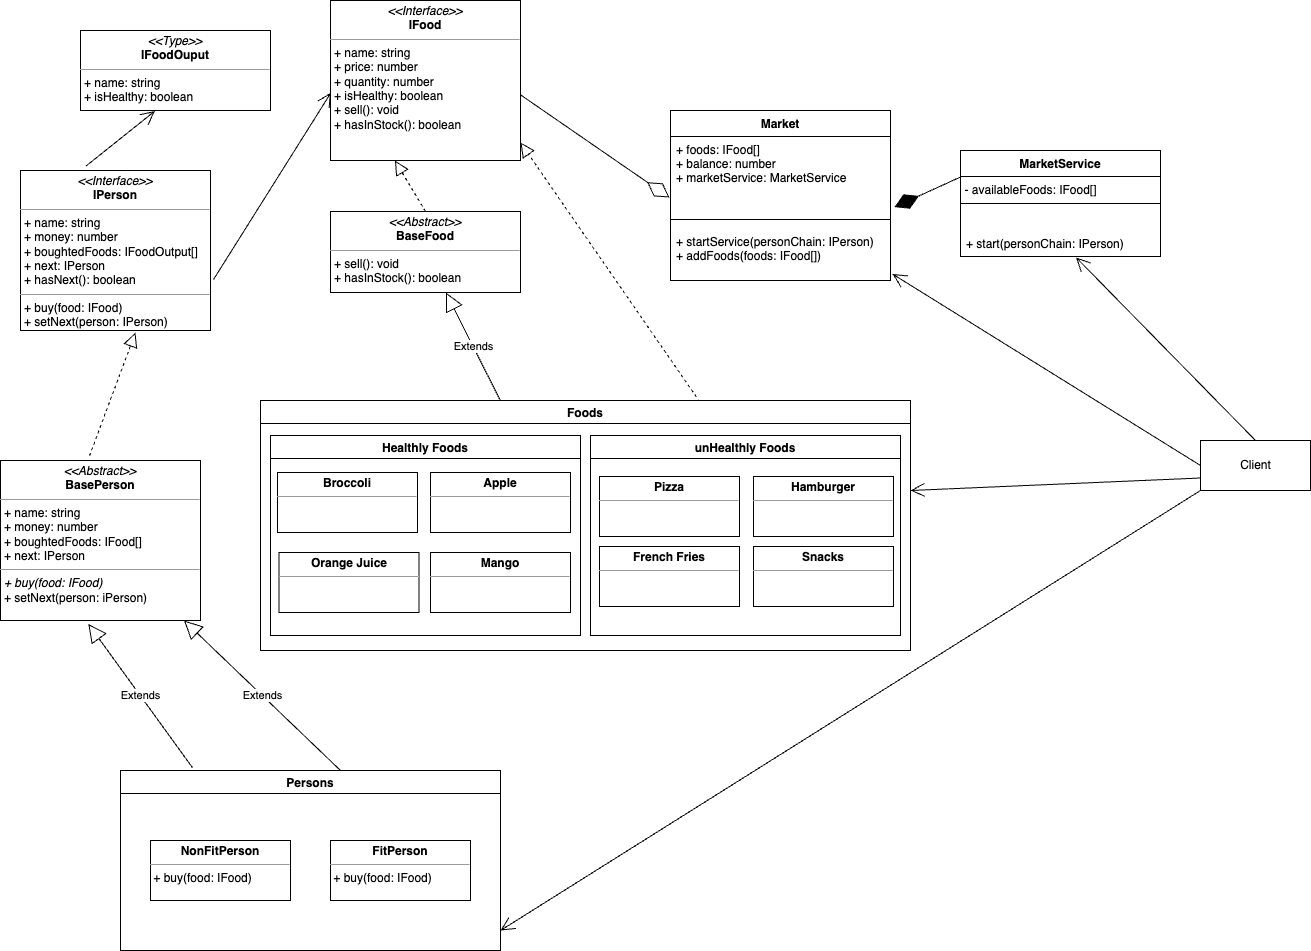 <<Type>>
IFoodOuput
+ name: string
+ isHealthy: boolean
<<Interface>>
IFood
+ name: string
+ price: number
+ quantity: number
+ isHealthy: boolean
+ sell(): void
+ hasInStock(): boolean
Market
+ foods: IFood[]
+ balance: number
+ marketService: MarketService
+ startService(personChain: IPerson)
+ addFoods(foods: IFood[])
MarketService
- availableFoods: IFood[]
+ start(personChain: IPerson)
<<Interface>>
IPerson
+ name: string
+ money: number
+ boughtedFoods: IFoodOutput[]
+ next: IPerson
+ hasNext(): boolean
+ buy(food: IFood)
+ setNext(person: IPerson)
<<Abstract>>
BaseFood
+ sell(): void
+ hasInStock(): boolean
Extends
Foods
Healthly Foods
Broccoli
Apple
Orange Juice
Mango
unHealthly Foods
Pizza
Hamburger
French Fries
Snacks
Client
<<Abstract>>
BasePerson
+ name: string
+ money: number
+ boughtedFoods: IFood[]
+ next: IPerson
+ buy(food: IFood)
+ setNext(person: iPerson)
Extends
Extends
Persons
NonFitPerson
+ buy(food: IFood)
FitPerson
+ buy(food: IFood)